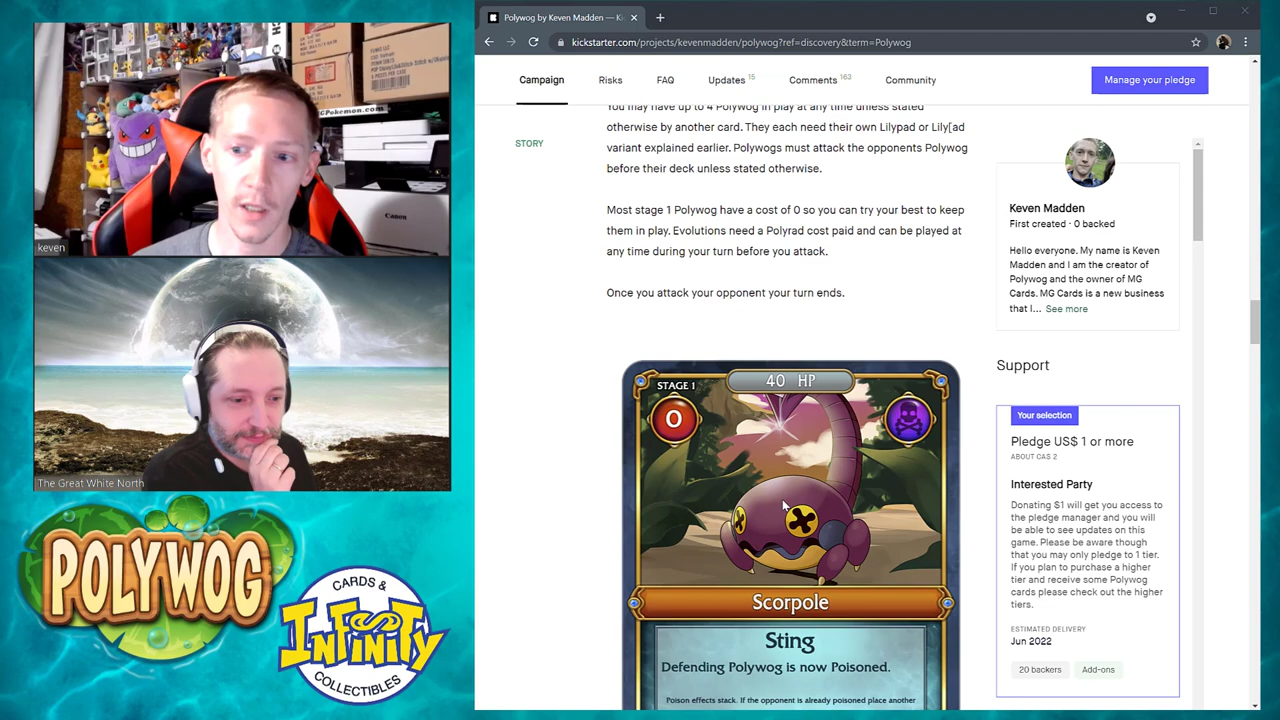 Polywog by Keven Madden — Ki
kickstarter.com/projects/kevenmadden/polywog?ref=discovery&term=Polywog
Campaign
Risks
FAQ
Updates 15
Comments 163
Community
Manage your pledge
STORY
You may have up to 4 Polywog in play at any time unless stated
otherwise by another card. They each need their own Lilypad or Lily[ad
variant explained earlier. Polywogs must attack the opponents Polywog
before their deck unless stated otherwise.
Most stage 1 Polywog have a cost of 0 so you can try your best to keep
them in play. Evolutions need a Polyrad cost paid and can be played at
any time during your turn before you attack.
Once you attack your opponent your turn ends.
STAGE 1
40 HP
0
Scorpole
Sting
Defending Polywog is now Poisoned.
Poison effects stack. If the opponent is already poisoned place another
Keven Madden
First created · 0 backed
Hello everyone. My name is Keven
Madden and I am the creator of
Polywog and the owner of MG
Cards. MG Cards is a new business
that I... See more
Support
Your selection
Pledge US$ 1 or more
ABOUT CA$ 2
Interested Party
Donating $1 will get you access to
the pledge manager and you will
be able to see updates on this
game. Please be aware though
that you may only pledge to 1 tier.
If you plan to purchase a higher
tier and receive some Polywog
cards please check out the higher
tiers.
ESTIMATED DELIVERY
Jun 2022
20 backers
Add-ons
GPokemon.com
Canon
keven
The Great White North
POLYWOG
CARDS &
INFINITY
COLLECTIBLES